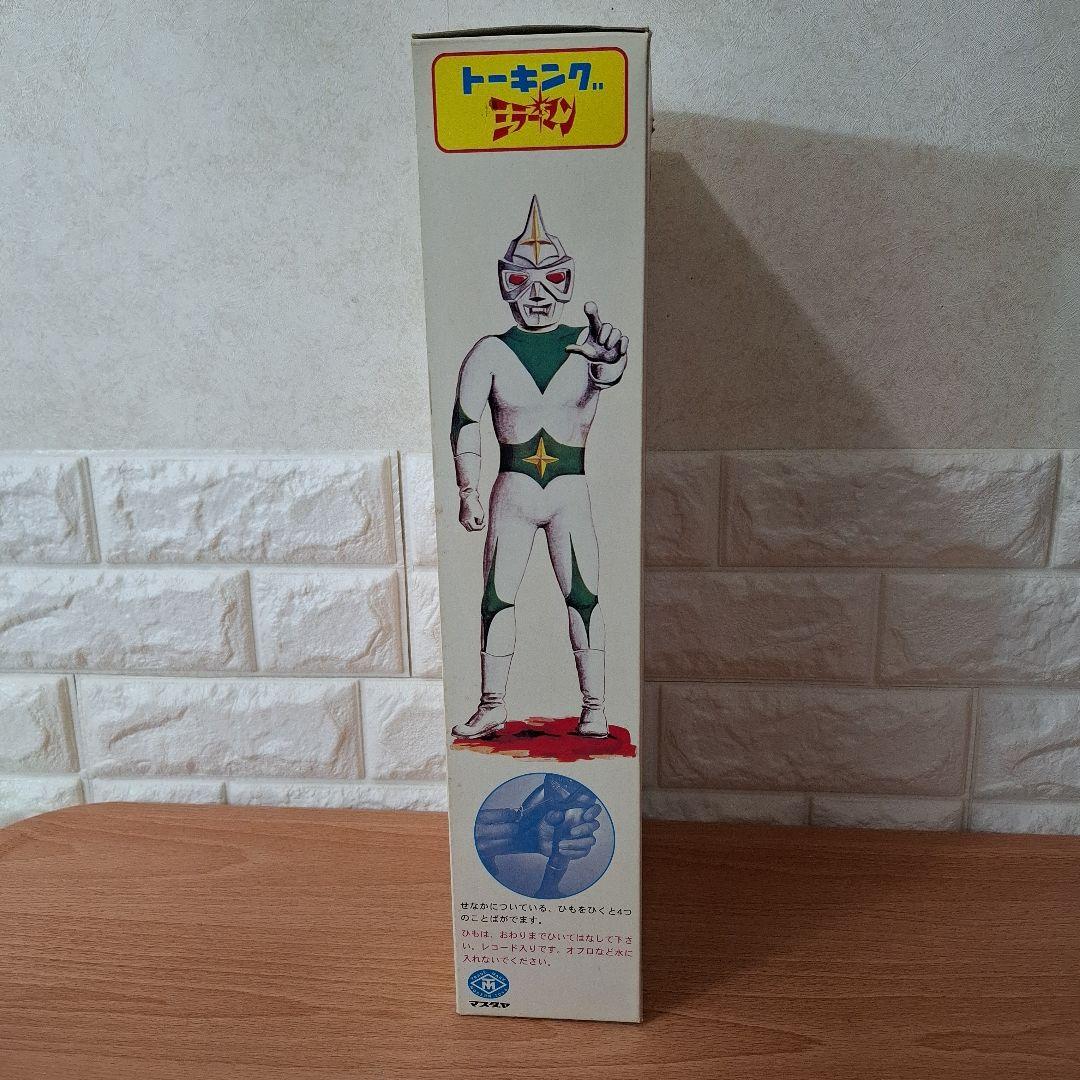 トーキング
ミラーマン
せなかについている、ひもをひくと4つ
のことばがでます。
ひもは、おわりまでひいてはなして下さ
い。レコード入りです。オフロなど水に
入れないでください。
TRADE MARK
TM
マスダヤ